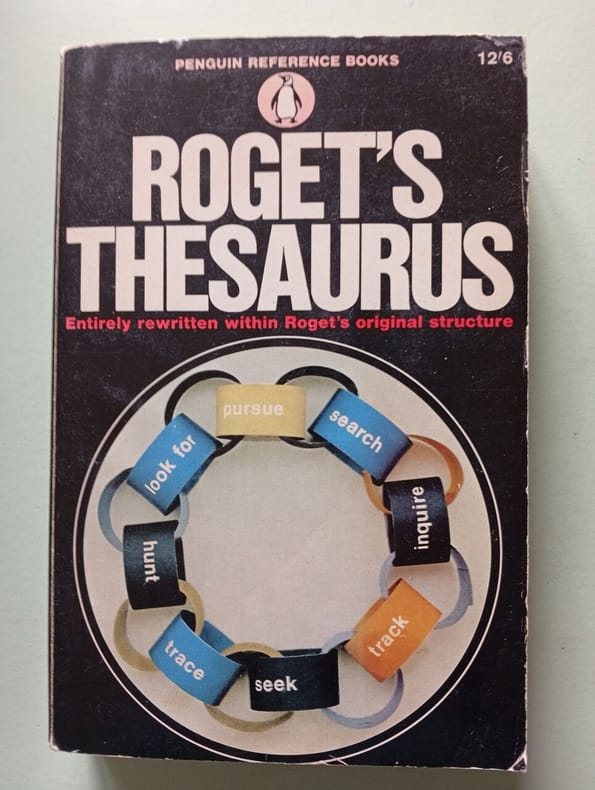 PENGUIN REFERENCE BOOKS
12'6
ROGET'S
THESAURUS
Entirely rewritten within Roget's original structure
pursue
search
inquire
track
seek
trace
hunt
look for